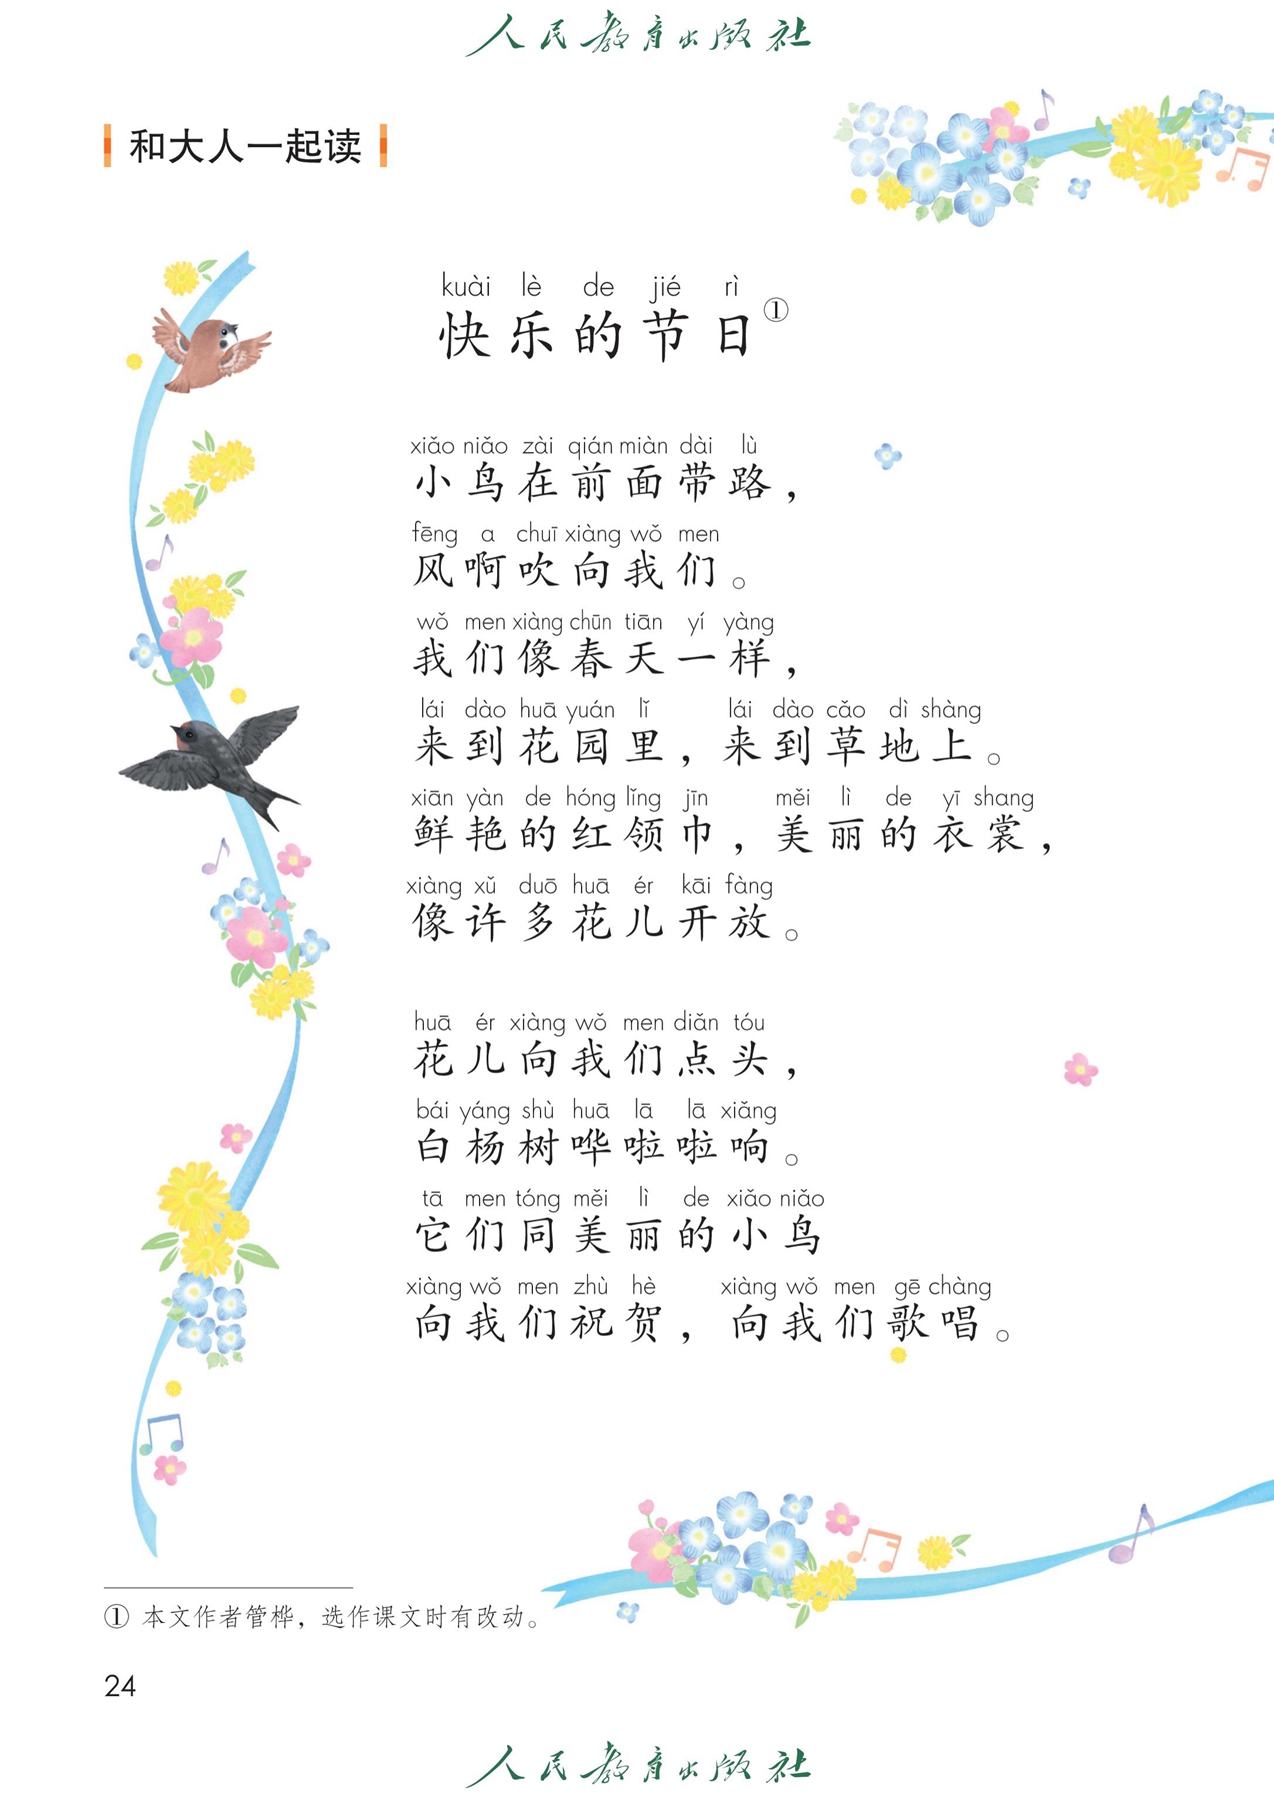 人民教育出版社
和大人一起读
kuài lè de jié rì
快乐的节日①
xiǎo niǎo zài qián miàn dài lù
小鸟在前面带路，
fēng a chuī xiàng wǒ men
风啊吹向我们。
wǒ men xiàng chūn tiān yí yàng
我们像春天一样，
lái dào huā yuán lǐ lái dào cǎo dì shàng
来到花园里，来到草地上。
xiān yàn de hóng lǐng jīn měi lì de yī shang
鲜艳的红领巾，美丽的衣裳，
xiàng xǔ duō huā ér kāi fàng
像许多花儿开放。
huā ér xiàng wǒ men diǎn tóu
花儿向我们点头，
bái yáng shù huā lā lā xiǎng
白杨树哗啦啦响。
tā men tóng měi lì de xiǎo niǎo
它们同美丽的小鸟
xiàng wǒ men zhù hè xiàng wǒ men gē chàng
向我们祝贺，向我们歌唱。
① 本文作者管桦，选作课文时有改动。
24
人民教育出版社